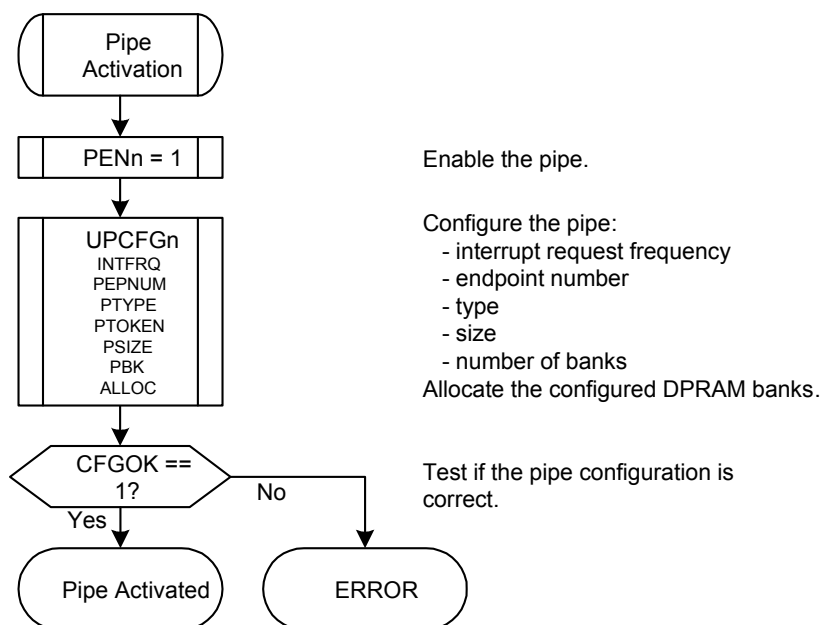 Pipe
Activation
PENn = 1
Enable the pipe.
UPCFGn
INTFRQ
PEPNUM
PTYPE
PTOKEN
PSIZE
PBK
ALLOC
Configure the pipe:
- interrupt request frequency
- endpoint number
- type
- size
- number of banks
Allocate the configured DPRAM banks.
CFGOK ==
1?
Test if the pipe configuration is
correct.
Yes
No
Pipe Activated
ERROR